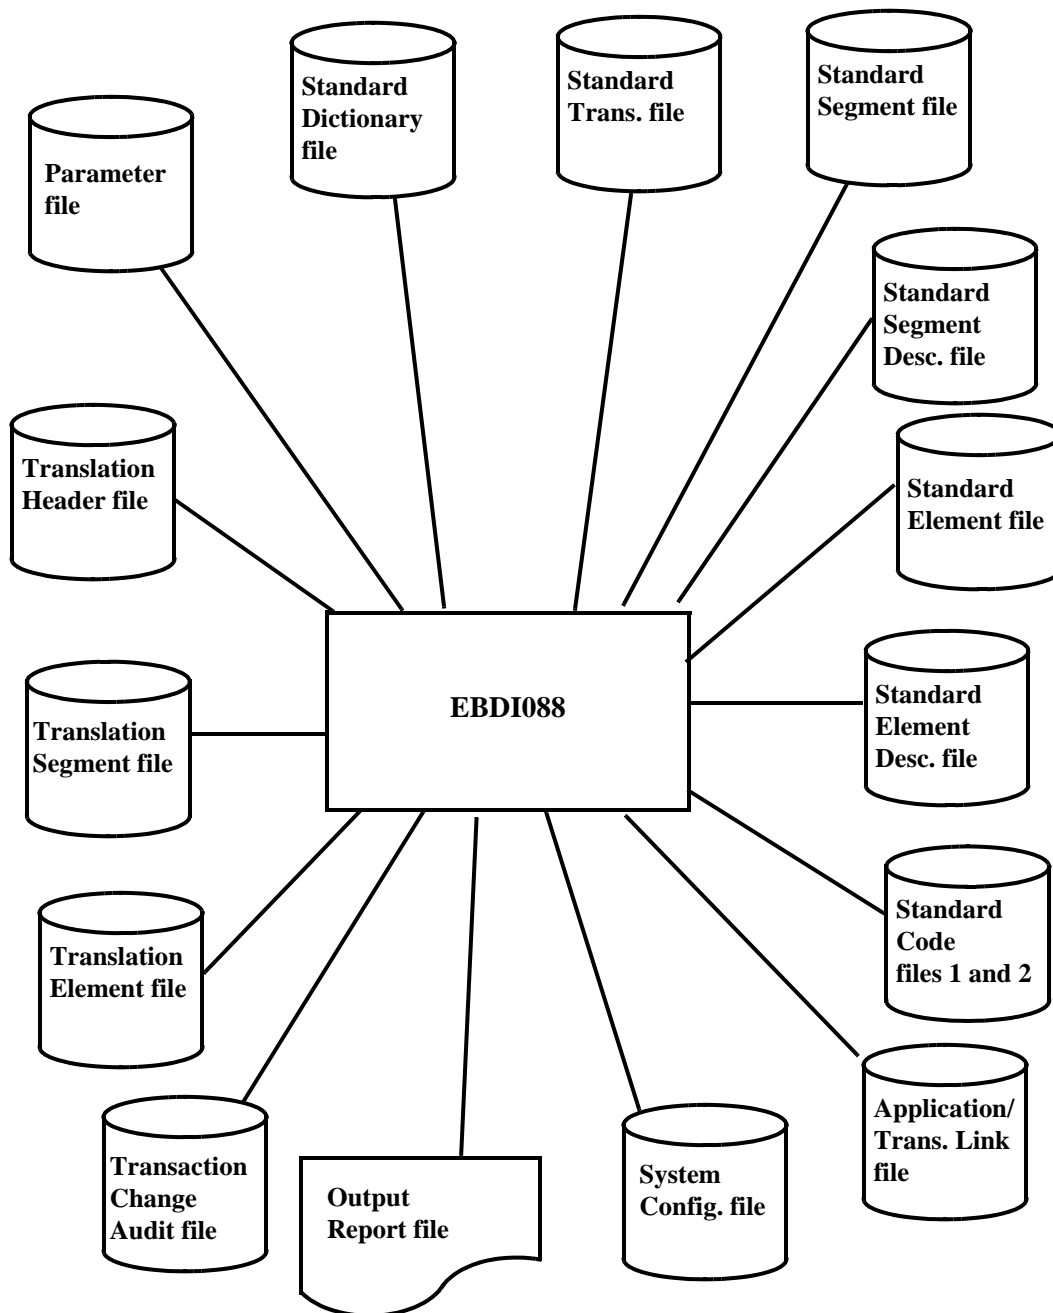 Standard
Dictionary
file
Standard
Trans. file
Standard
Segment file
Parameter
file
Standard
Segment
Desc. file
Translation
Header file
Standard
Element file
EBDI088
Translation
Segment file
Standard
Element
Desc. file
Translation
Element file
Standard
Code
files 1 and 2
Application/
Trans. Link
file
Transaction
Change
Audit file
Output
Report file
System
Config. file